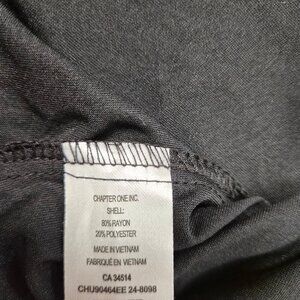 CHAPTER ONE INC.
SHELL:
80% RAYON
20% POLYESTER
MADE IN VIETNAM
FABRIQUÉ EN VIETNAM
CA 34514
CHU90464EE 24-8098